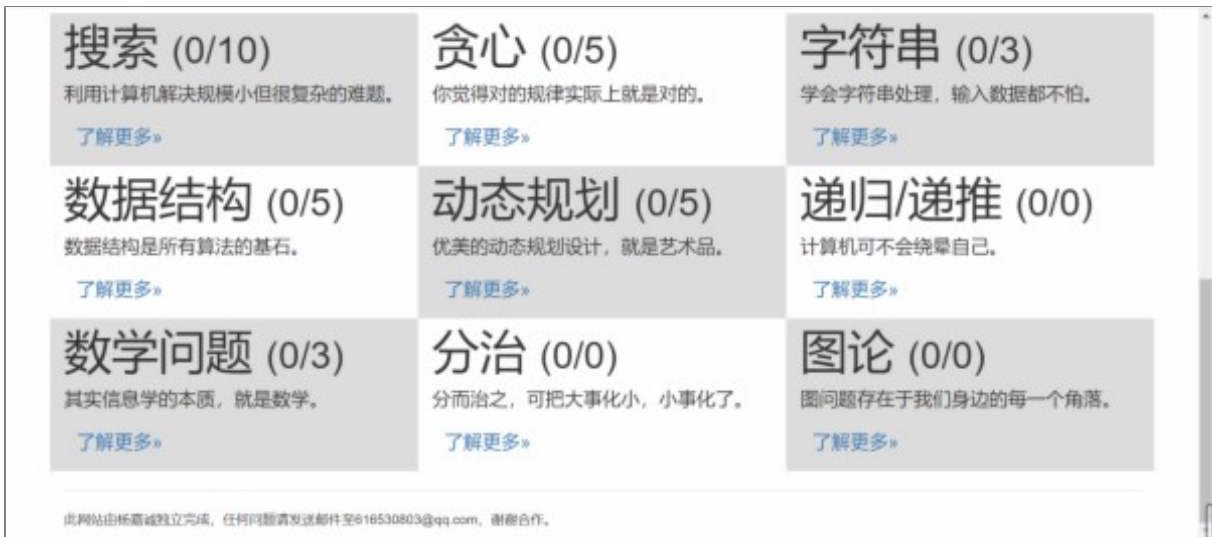 搜索 (0/10)
利用计算机解决规模小但很复杂的难题。
了解更多»
贪心 (0/5)
你觉得对的规律实际上就是对的。
了解更多»
字符串 (0/3)
学会字符串处理，输入数据都不怕。
了解更多»
数据结构 (0/5)
数据结构是所有算法的基石。
了解更多»
动态规划 (0/5)
优美的动态规划设计，就是艺术品。
了解更多»
递归/递推 (0/0)
计算机可不会绕晕自己。
了解更多»
数学问题 (0/3)
其实信息学的本质，就是数学。
了解更多»
分治 (0/0)
分而治之，可把大事化小，小事化了。
了解更多»
图论 (0/0)
图问题存在于我们身边的每一个角落。
了解更多»
此网站由杨嘉诚独立完成，任何问题请发送邮件至616530803@qq.com，谢谢合作。